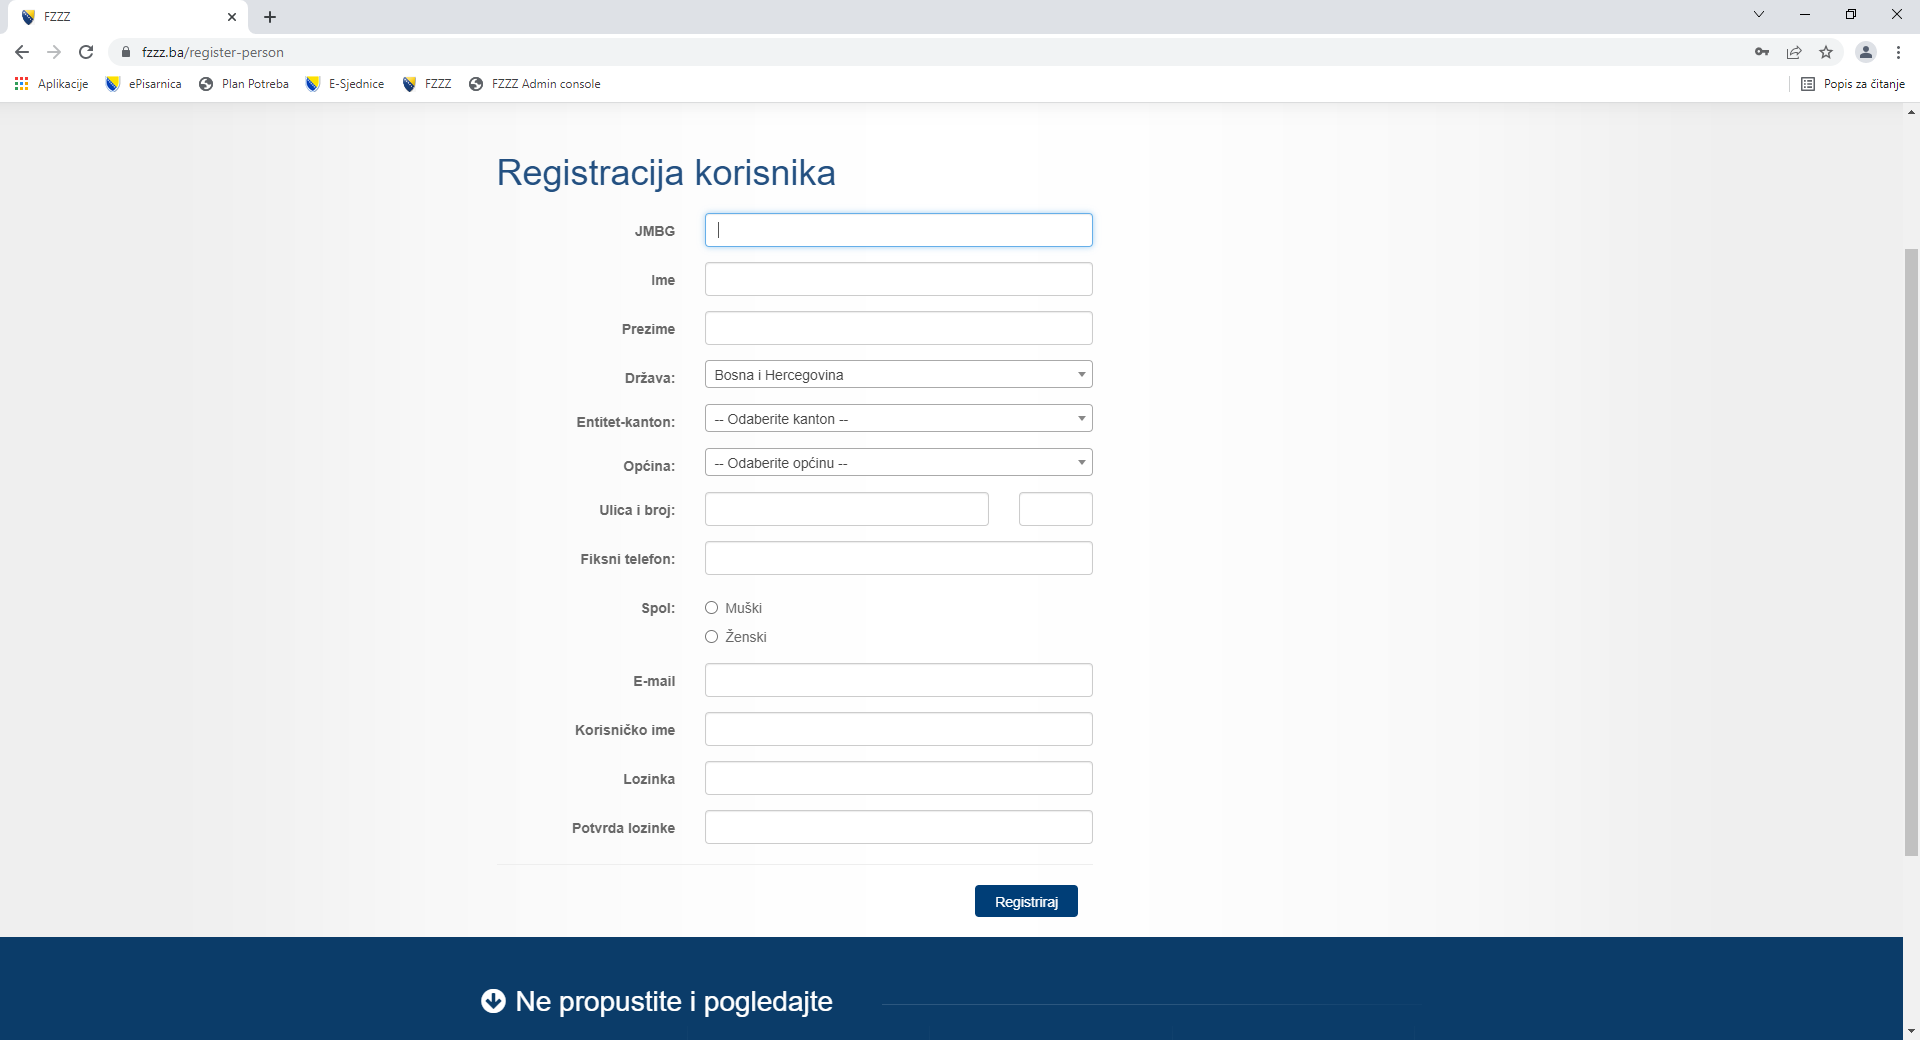 FZZZ
fzzz.ba/register-person
Aplikacije ePisarnica Plan Potreba E-Sjednice FZZZ FZZZ Admin console Popis za čitanje
Registracija korisnika
JMBG
Ime
Prezime
Država: Bosna i Hercegovina
Entitet-kanton: -- Odaberite kanton --
Općina: -- Odaberite općinu --
Ulica i broj:
Fiksni telefon:
Spol: Muški
Ženski
E-mail
Korisničko ime
Lozinka
Potvrda lozinke
Registriraj
Ne propustite i pogledajte